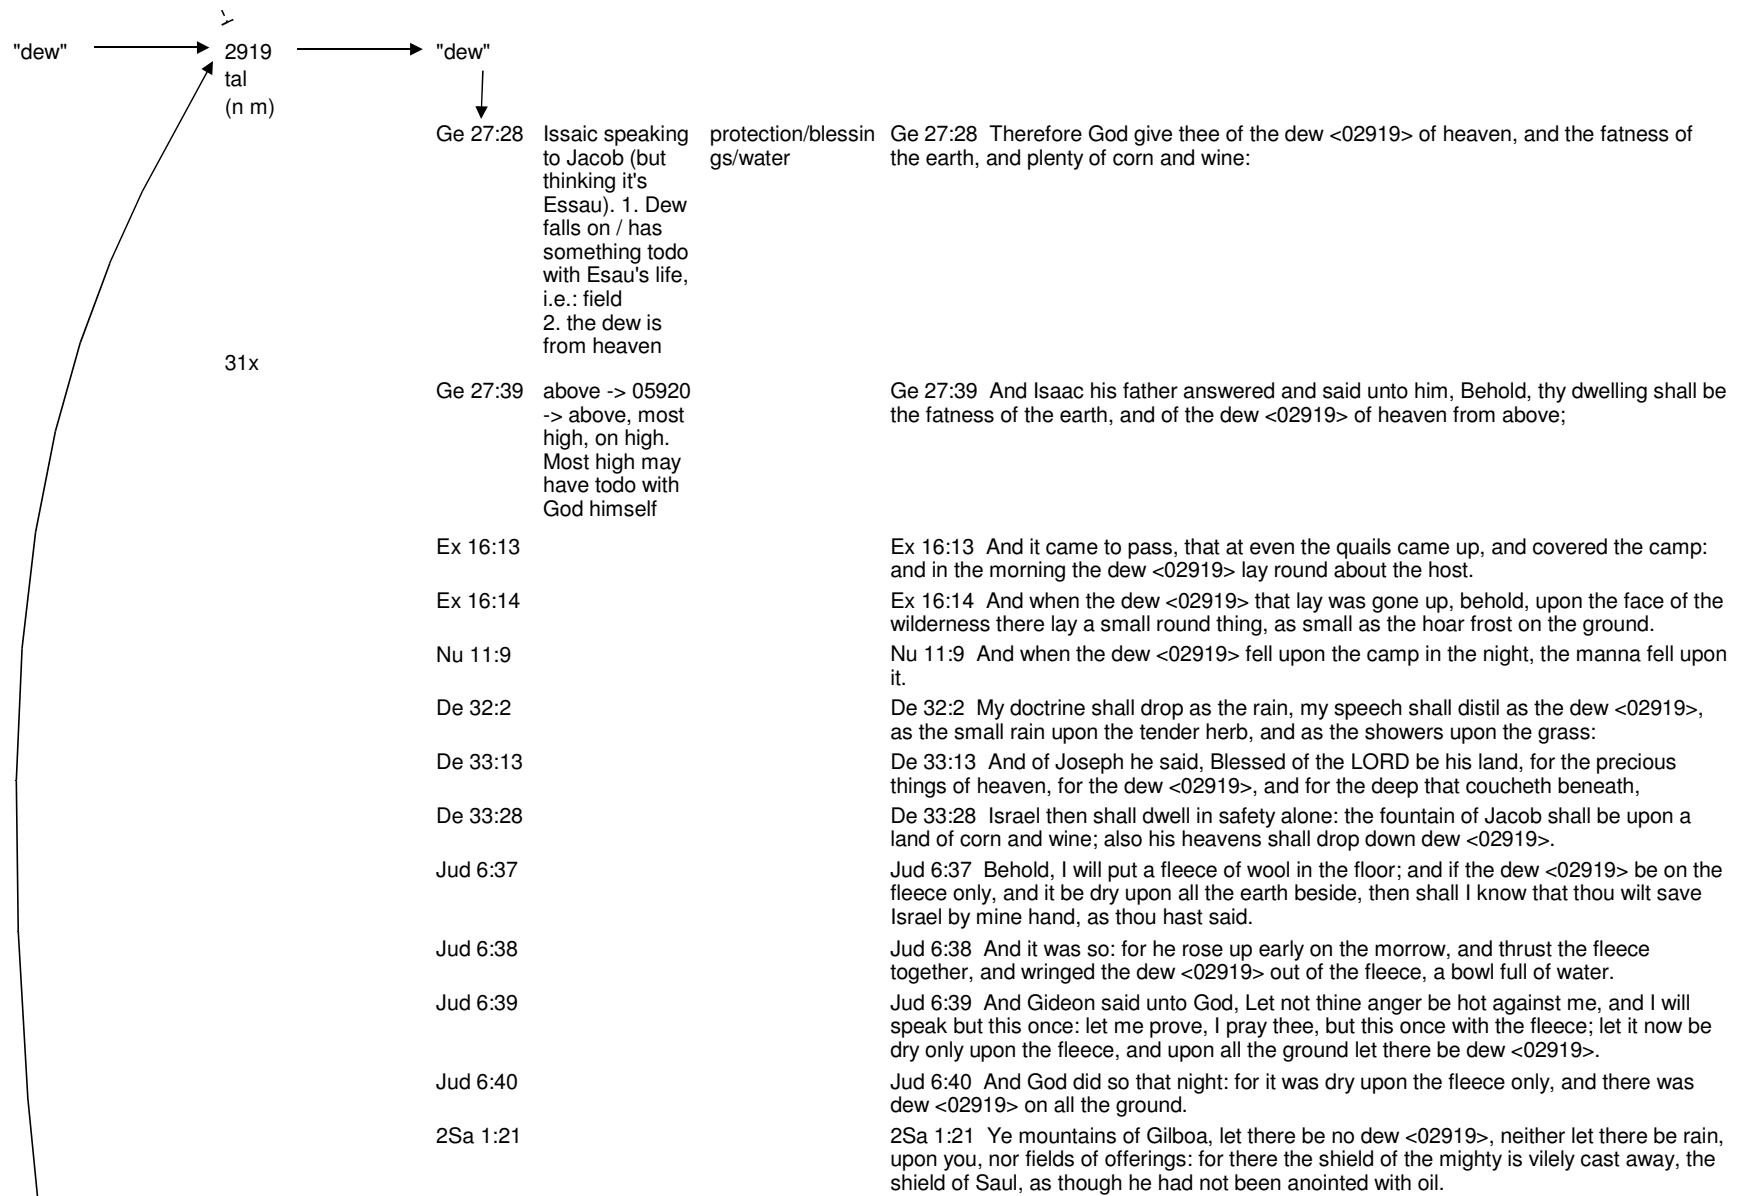 "dew" 2919 "dew"
tal
(n m)
Ge 27:28 Issaic speaking protection/blessin Ge 27:28 Therefore God give thee of the dew <02919> of heaven, and the fatness of
to Jacob (but gs/water the earth, and plenty of corn and wine:
thinking it's
Essau). 1. Dew
falls on / has
something todo
with Esau's life,
i.e.: field
2. the dew is
from heaven
31x
Ge 27:39 above -> 05920 Ge 27:39 And Isaac his father answered and said unto him, Behold, thy dwelling shall be
-> above, most the fatness of the earth, and of the dew <02919> of heaven from above;
high, on high.
Most high may
have todo with
God himself
Ex 16:13 Ex 16:13 And it came to pass, that at even the quails came up, and covered the camp:
and in the morning the dew <02919> lay round about the host.
Ex 16:14 Ex 16:14 And when the dew <02919> that lay was gone up, behold, upon the face of the
wilderness there lay a small round thing, as small as the hoar frost on the ground.
Nu 11:9 Nu 11:9 And when the dew <02919> fell upon the camp in the night, the manna fell upon
it.
De 32:2 De 32:2 My doctrine shall drop as the rain, my speech shall distil as the dew <02919>,
as the small rain upon the tender herb, and as the showers upon the grass:
De 33:13 De 33:13 And of Joseph he said, Blessed of the LORD be his land, for the precious
things of heaven, for the dew <02919>, and for the deep that coucheth beneath,
De 33:28 De 33:28 Israel then shall dwell in safety alone: the fountain of Jacob shall be upon a
land of corn and wine; also his heavens shall drop down dew <02919>.
Jud 6:37 Jud 6:37 Behold, I will put a fleece of wool in the floor; and if the dew <02919> be on the
fleece only, and it be dry upon all the earth beside, then shall I know that thou wilt save
Israel by mine hand, as thou hast said.
Jud 6:38 Jud 6:38 And it was so: for he rose up early on the morrow, and thrust the fleece
together, and wringed the dew <02919> out of the fleece, a bowl full of water.
Jud 6:39 Jud 6:39 And Gideon said unto God, Let not thine anger be hot against me, and I will
speak but this once: let me prove, I pray thee, but this once with the fleece; let it now be
dry only upon the fleece, and upon all the ground let there be dew <02919>.
Jud 6:40 Jud 6:40 And God did so that night: for it was dry upon the fleece only, and there was
dew <02919> on all the ground.
2Sa 1:21 2Sa 1:21 Ye mountains of Gilboa, let there be no dew <02919>, neither let there be rain,
upon you, nor fields of offerings: for there the shield of the mighty is vilely cast away, the
shield of Saul, as though he had not been anointed with oil.